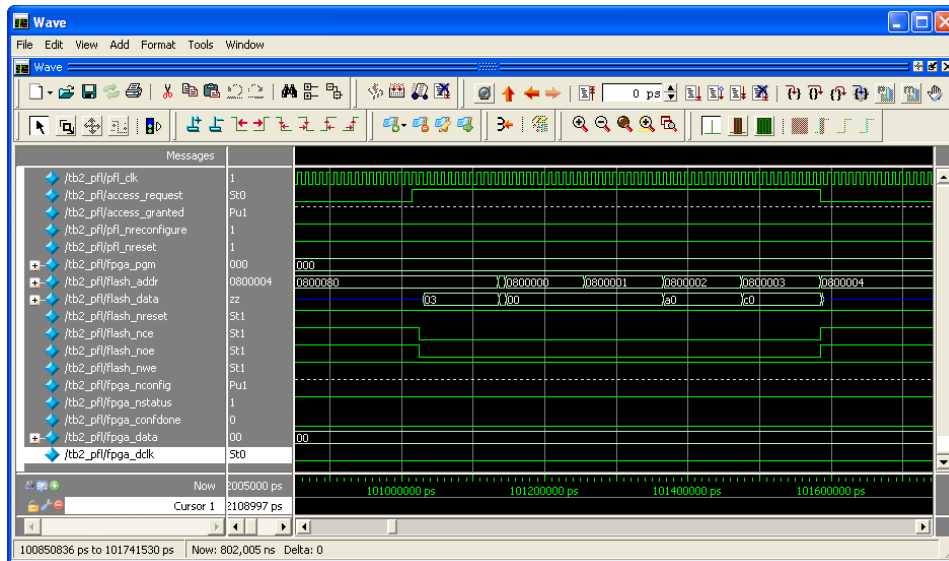 Wave
File Edit View Add Format Tools Window
Wave
0 ps
Messages
/tb2_pfl/pfl_clk 1
/tb2_pfl/access_request St0
/tb2_pfl/access_granted Pu1
/tb2_pfl/pfl_nreconfigure 1
/tb2_pfl/pfl_nreset 1
/tb2_pfl/fpga_pgm 000 000
/tb2_pfl/flash_addr 0800004 0800080 0800000 0800001 0800002 0800003 0800004
/tb2_pfl/flash_data zz 03 00 a0 c0
/tb2_pfl/flash_nreset St1
/tb2_pfl/flash_nce St1
/tb2_pfl/flash_noe St1
/tb2_pfl/flash_nwe St1
/tb2_pfl/fpga_nconfig Pu1
/tb2_pfl/fpga_nstatus 1
/tb2_pfl/fpga_confdone 0
/tb2_pfl/fpga_data 00 00
/tb2_pfl/fpga_dclk St0
Now 2005000 ps 101000000 ps 101200000 ps 101400000 ps 101600000 ps
Cursor 1 2108997 ps
100850836 ps to 101741530 ps Now: 802,005 ns Delta: 0